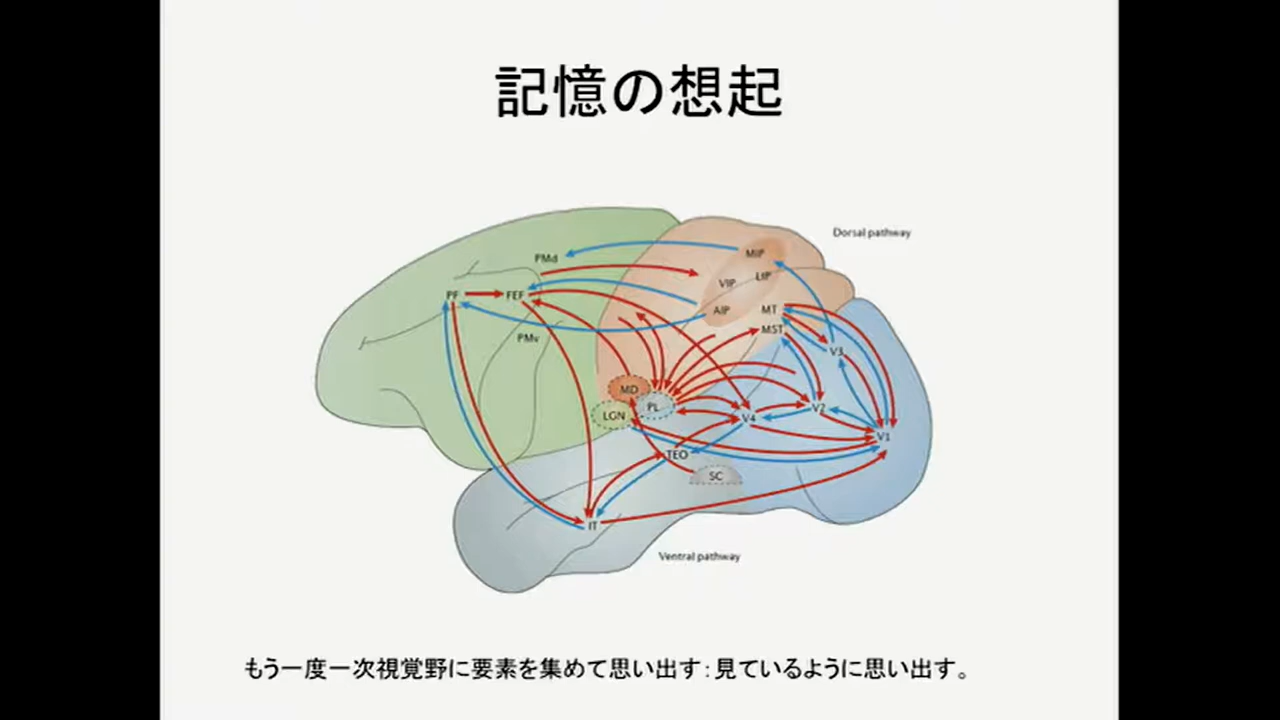 記憶の想起
Dorsal pathway
PMd
MIP
VIP
LIP
PF
FEF
AIP
MT
MST
PMv
V3
MD
PL
LGN
V4
V2
V1
TEO
SC
IT
Ventral pathway
もう一度一次視覚野に要素を集めて思い出す：見ているように思い出す。